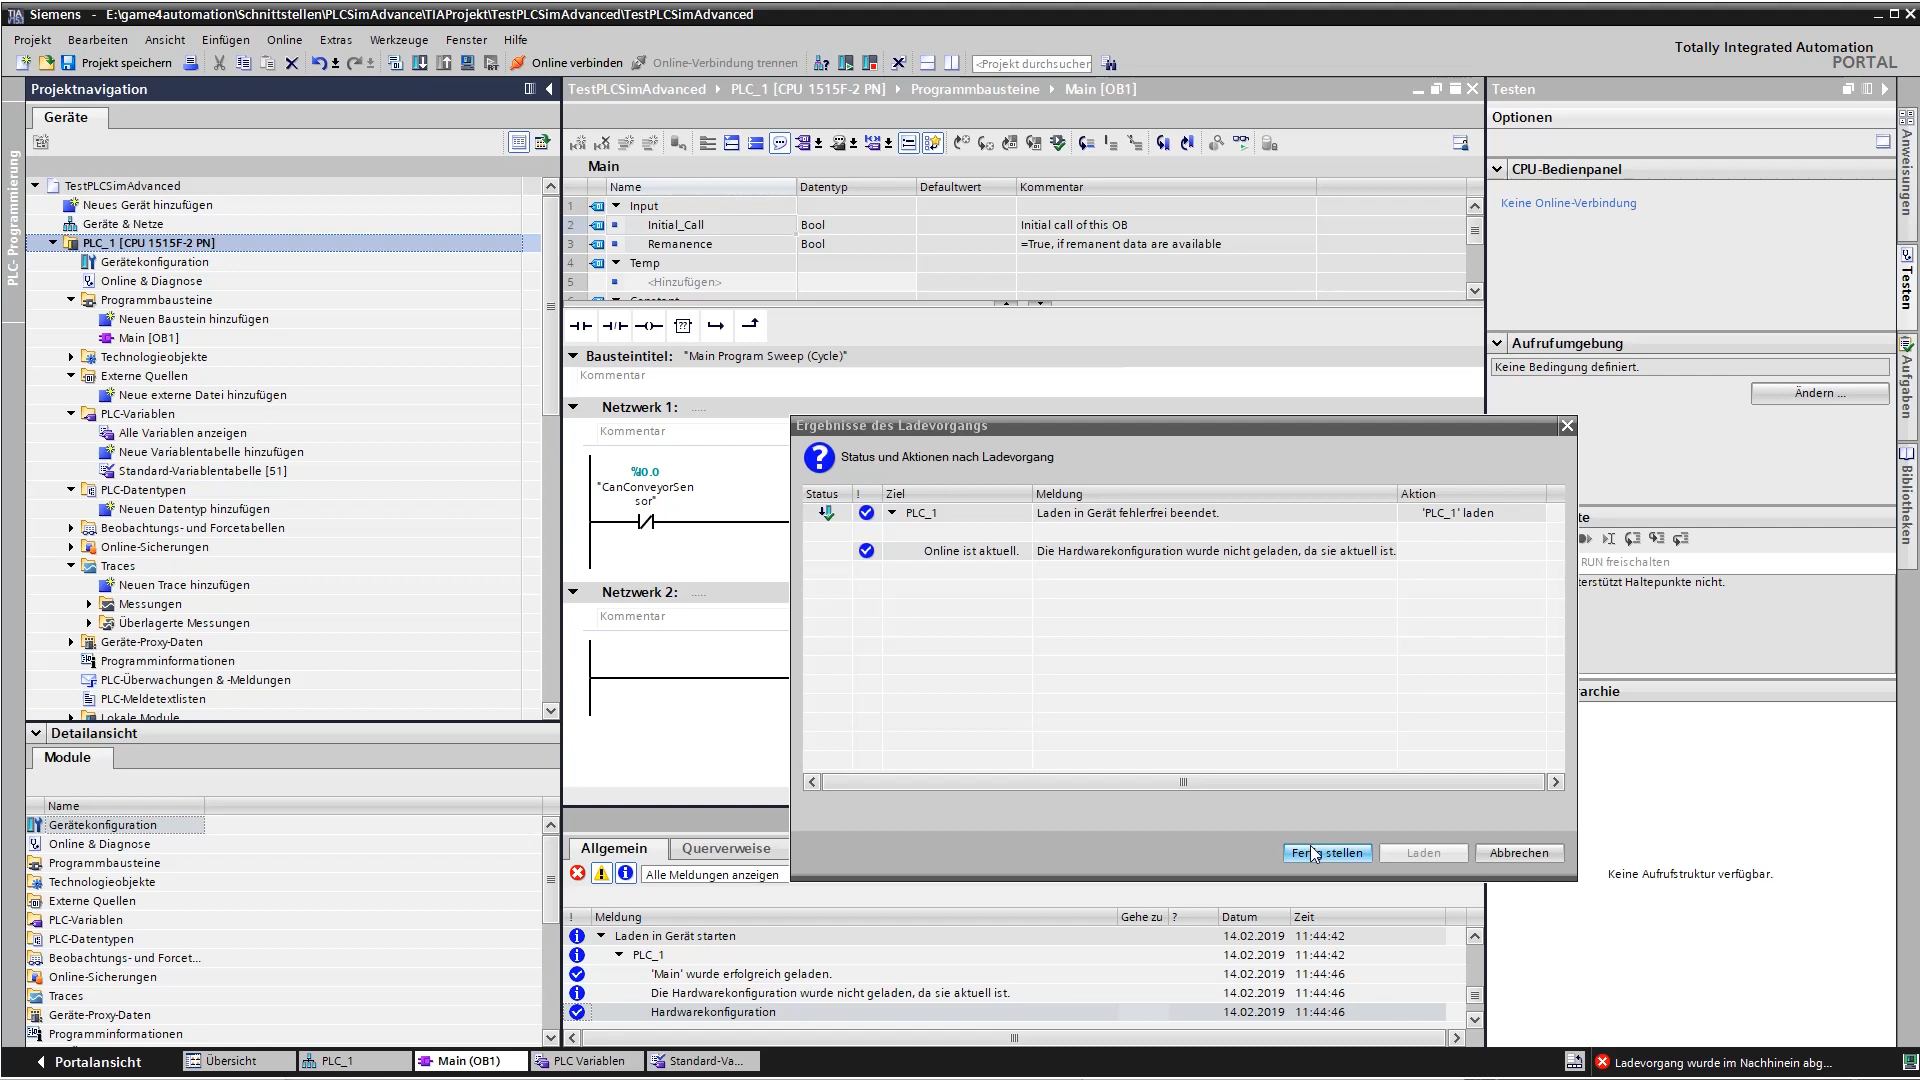 Siemens - E:\game4automation\Schnittstellen\PLCSimAdvance\TIAProjekt\TestPLCSimAdvanced\TestPLCSimAdvanced
Projekt Bearbeiten Ansicht Einfügen Online Extras Werkzeuge Fenster Hilfe
Totally Integrated Automation
PORTAL
Projekt speichern Online verbinden Online-Verbindung trennen <Projekt durchsuchen
Projektnavigation
Geräte
PLC-Programmierung
TestPLCSimAdvanced
Neues Gerät hinzufügen
Geräte & Netze
PLC_1 [CPU 1515F-2 PN]
Gerätekonfiguration
Online & Diagnose
Programmbausteine
Neuen Baustein hinzufügen
Main [OB1]
Technologieobjekte
Externe Quellen
Neue externe Datei hinzufügen
PLC-Variablen
Alle Variablen anzeigen
Neue Variablentabelle hinzufügen
Standard-Variablentabelle [51]
PLC-Datentypen
Neuen Datentyp hinzufügen
Beobachtungs- und Forcetabellen
Online-Sicherungen
Traces
Neuen Trace hinzufügen
Messungen
Überlagerte Messungen
Geräte-Proxy-Daten
Programminformationen
PLC-Überwachungen & -Meldungen
PLC-Meldetextlisten
Lokale Module
Detailansicht
Module
Name
Gerätekonfiguration
Online & Diagnose
Programmbausteine
Technologieobjekte
Externe Quellen
PLC-Variablen
PLC-Datentypen
Beobachtungs- und Forcet...
Online-Sicherungen
Traces
Geräte-Proxy-Daten
Programminformationen
TestPLCSimAdvanced PLC_1 [CPU 1515F-2 PN] Programmbausteine Main [OB1]
Main
Name Datentyp Defaultwert Kommentar
1 Input
2 Initial_Call Bool Initial call of this OB
3 Remanence Bool =True, if remanent data are available
4 Temp
5 <Hinzufügen>
Constant
Bausteintitel: "Main Program Sweep (Cycle)"
Kommentar
Netzwerk 1: .....
Kommentar
%I0.0
"CanConveyorSen
sor"
Netzwerk 2: .....
Kommentar
Ergebnisse des Ladevorgangs
Status und Aktionen nach Ladevorgang
Status ! Ziel Meldung Aktion
PLC_1 Laden in Gerät fehlerfrei beendet. 'PLC_1' laden
Online ist aktuell. Die Hardwarekonfiguration wurde nicht geladen, da sie aktuell ist.
Laden Abbrechen
Allgemein Querverweise
Alle Meldungen anzeigen
! Meldung Gehe zu ? Datum Zeit
Laden in Gerät starten 14.02.2019 11:44:42
PLC_1 14.02.2019 11:44:42
'Main' wurde erfolgreich geladen. 14.02.2019 11:44:46
Die Hardwarekonfiguration wurde nicht geladen, da sie aktuell ist. 14.02.2019 11:44:46
Hardwarekonfiguration 14.02.2019 11:44:46
Testen
Optionen
CPU-Bedienpanel
Keine Online-Verbindung
Aufrufumgebung
Keine Bedingung definiert.
Ändern ...
te
RUN freischalten
terstützt Haltepunkte nicht.
archie
Keine Aufrufstruktur verfügbar.
Anweisungen
Testen
Aufgaben
Bibliotheken
Portalansicht Übersicht PLC_1 Main (OB1) PLC Variablen Standard-Va... Ladevorgang wurde im Nachhinein abg...